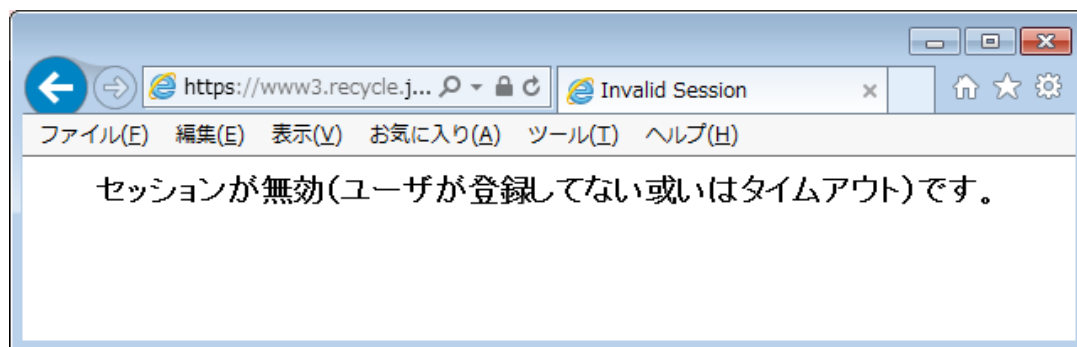 https://www3.recycle.j... Invalid Session
ファイル(F) 編集(E) 表示(V) お気に入り(A) ツール(T) ヘルプ(H)
セッションが無効(ユーザが登録してない或いはタイムアウト)です。